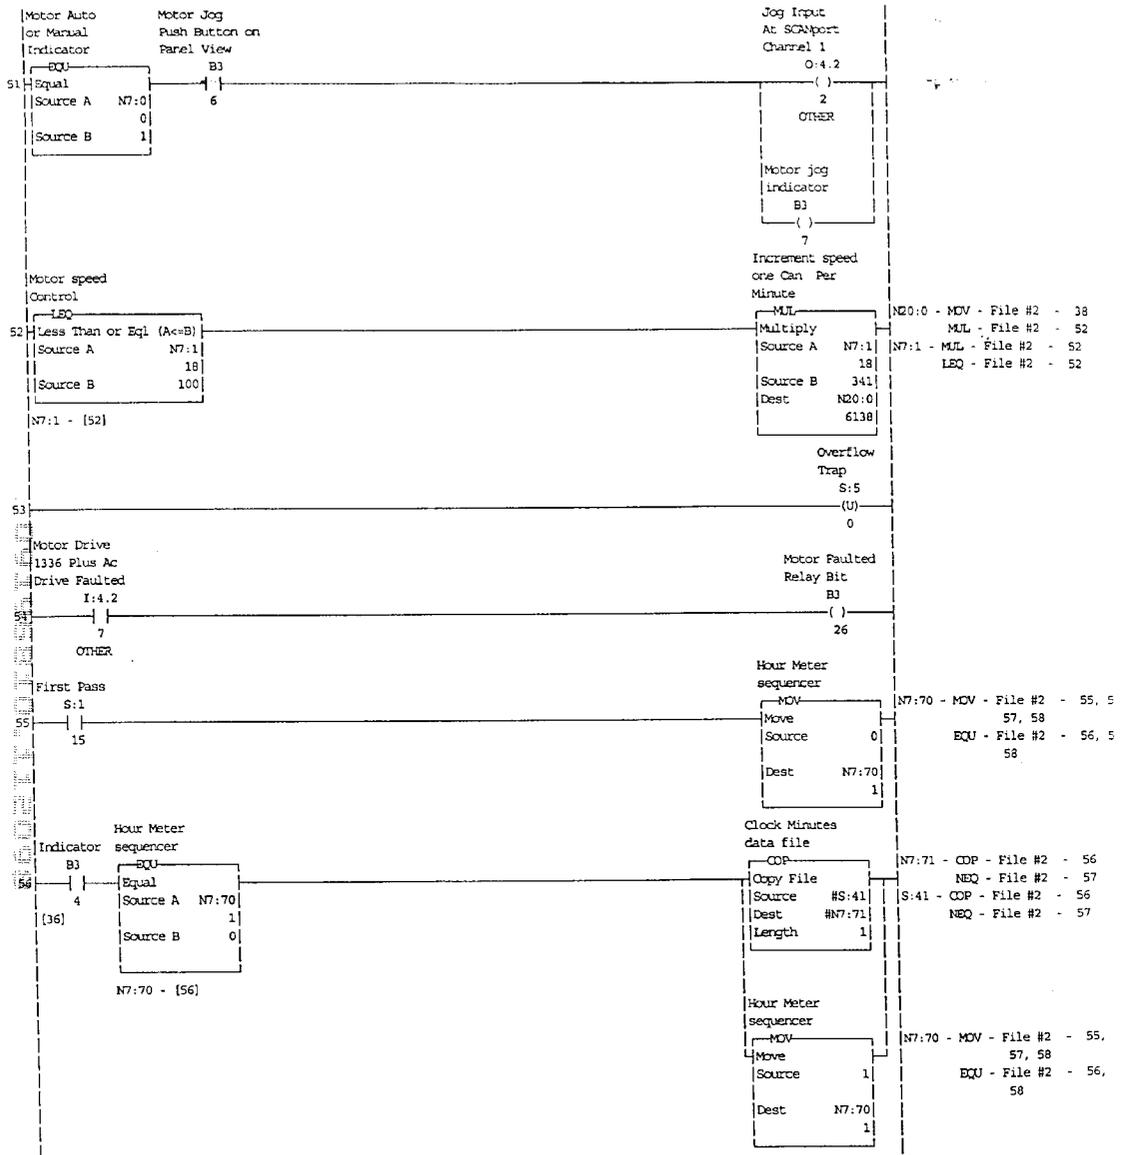 Motor Auto
or Manual
Indicator
Motor Jog
Push Button on
Panel View
Jog Input
At SCANport
Channel 1
EQU
B3
O:4.2
51
Equal
( )
Source A N7:0
6
2
0
OTHER
Source B 1
Motor jog
indicator
B3
( )
7
Motor speed
Control
Increment speed
one Can Per
Minute
LEQ
MUL
N20:0 - MOV - File #2 - 38
52
Less Than or Eql (A<=B)
Multiply
MUL - File #2 - 52
Source A N7:1
Source A N7:1
N7:1 - MUL - File #2 - 52
18
18
LEQ - File #2 - 52
Source B 100
Source B 341
Dest N20:0
N7:1 - [52]
6138
Overflow
Trap
S:5
53
(U)
0
Motor Drive
1336 Plus Ac
Drive Faulted
Motor Faulted
Relay Bit
I:4.2
B3
54
( )
7
26
OTHER
First Pass
Hour Meter
sequencer
S:1
MOV
N7:70 - MOV - File #2 - 55, 5
55
Move
57, 58
15
Source 0
EQU - File #2 - 56, 5
58
Dest N7:70
1
Hour Meter
sequencer
Clock Minutes
data file
Indicator
B3
EQU
COP
N7:71 - COP - File #2 - 56
56
Equal
Copy File
NEQ - File #2 - 57
4
Source A N7:70
Source #S:41
S:41 - COP - File #2 - 56
[36]
1
Dest #N7:71
NEQ - File #2 - 57
Source B 0
Length 1
N7:70 - [56]
Hour Meter
sequencer
MOV
N7:70 - MOV - File #2 - 55,
Move
57, 58
Source 1
EQU - File #2 - 56,
58
Dest N7:70
1